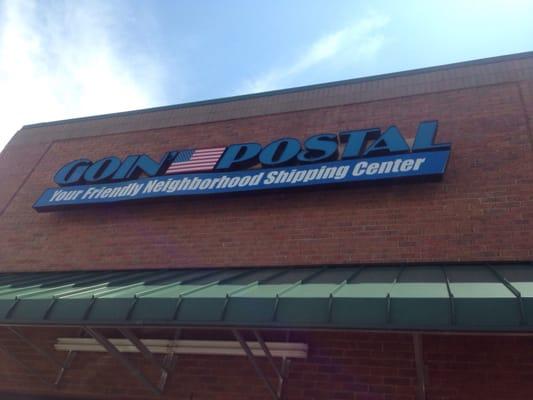 GOIN' POSTAL
Your Friendly Neighborhood Shipping Center